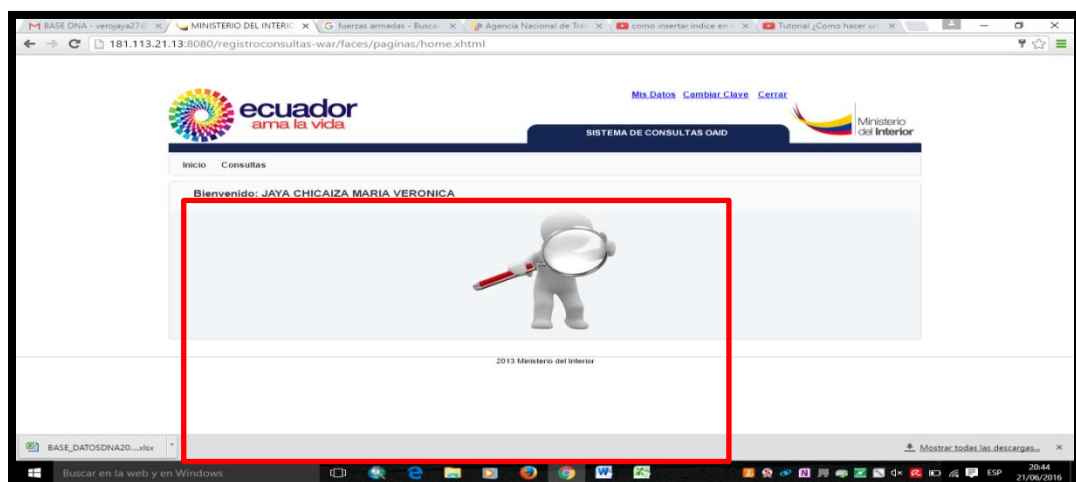 BASE DNA - verojaya27@
MINISTERIO DEL INTERIO
fuerzas armadas - Buscar
Agencia Nacional de Trán
como insertar indice en
Tutorial ¿Como hacer un
181.113.21.13:8080/registroconsultas-war/faces/paginas/home.xhtml
Mis Datos Cambiar Clave Cerrar
ecuador
ama la vida
Ministerio
del Interior
SISTEMA DE CONSULTAS OAID
Inicio Consultas
Bienvenido: JAYA CHICAIZA MARIA VERONICA
2013 Ministerio del Interior
BASE_DATOSDNA20....xlsx
Mostrar todas las descargas...
Buscar en la web y en Windows
ESP
20:44
21/06/2016